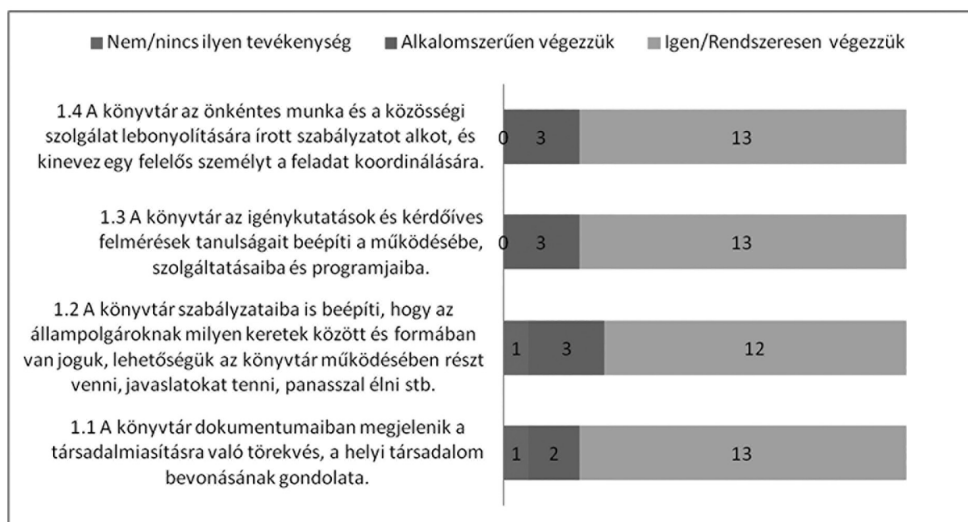 Nem/nincs ilyen tevékenység Alkalomszerűen végezzük Igen/Rendszeresen végezzük
1.4 A könyvtár az önkéntes munka és a közösségi
szolgálat lebonyolítására írott szabályzatot alkot, és
kinevez egy felelős személyt a feladat koordinálására.
0 3 13
1.3 A könyvtár az igénykutatások és kérdőíves
felmérések tanulságait beépíti a működésébe,
szolgáltatásaiba és programjaiba.
0 3 13
1.2 A könyvtár szabályzataiba is beépíti, hogy az
állampolgároknak milyen keretek között és formában
van joguk, lehetőségük az könyvtár működésében részt
venni, javaslatokat tenni, panasszal élni stb.
1 3 12
1.1 A könyvtár dokumentumaiban megjelenik a
társadalmiasításra való törekvés, a helyi társadalom
bevonásának gondolata.
1 2 13